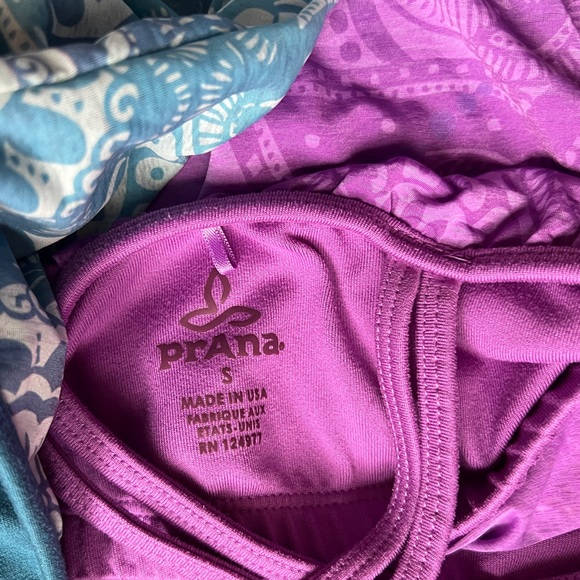 prAna
S
MADE IN USA
FABRIQUE AUX
ETATS-UNIS
RN 124977